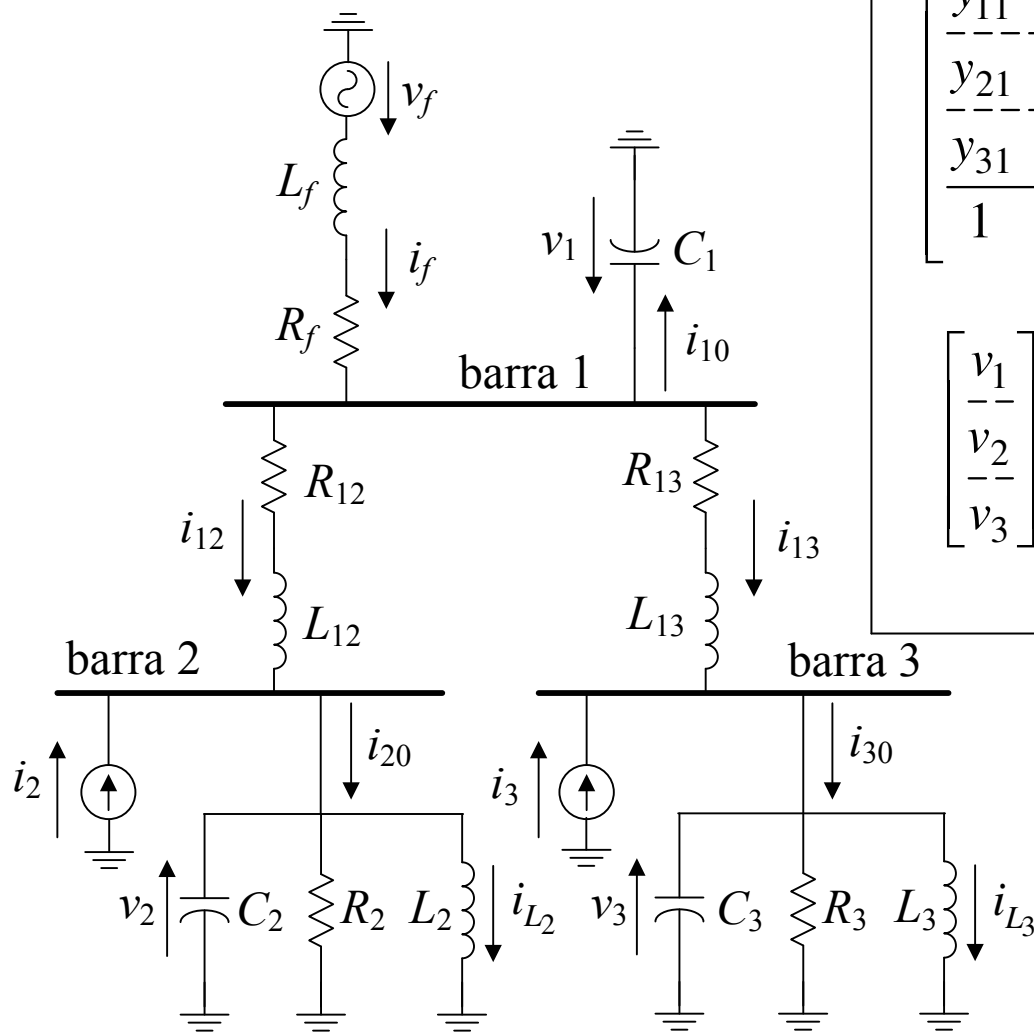 v_f
L_f
i_f
R_f
v_1
C_1
i_10
barra 1
R_12
i_12
L_12
R_13
i_13
L_13
barra 2
barra 3
i_2
i_20
v_2
C_2
R_2
L_2
i_L_2
i_3
i_30
v_3
C_3
R_3
L_3
i_L_3
y_11
y_21
y_31
1
v_1
v_2
v_3